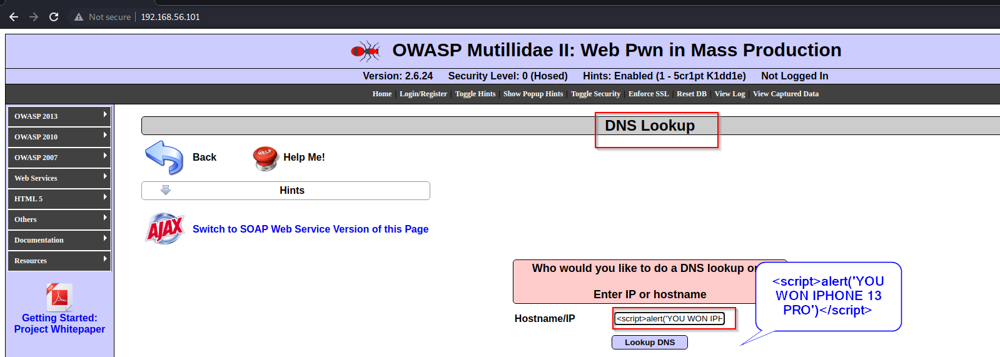 Not secure 192.168.56.101
OWASP Mutillidae II: Web Pwn in Mass Production
Version: 2.6.24 Security Level: 0 (Hosed) Hints: Enabled (1 - 5cr1pt K1dd1e) Not Logged In
Home | Login/Register | Toggle Hints | Show Popup Hints | Toggle Security | Enforce SSL | Reset DB | View Log | View Captured Data
OWASP 2013
OWASP 2010
OWASP 2007
Web Services
HTML 5
Others
Documentation
Resources
PDF
Getting Started:
Project Whitepaper
DNS Lookup
Back
HELP
Help Me!
Hints
AJAX
Switch to SOAP Web Service Version of this Page
Who would you like to do a DNS lookup on
Enter IP or hostname
Hostname/IP
<script>alert('YOU WON IPH
Lookup DNS
<script>alert('YOU
WON IPHONE 13
PRO')</script>